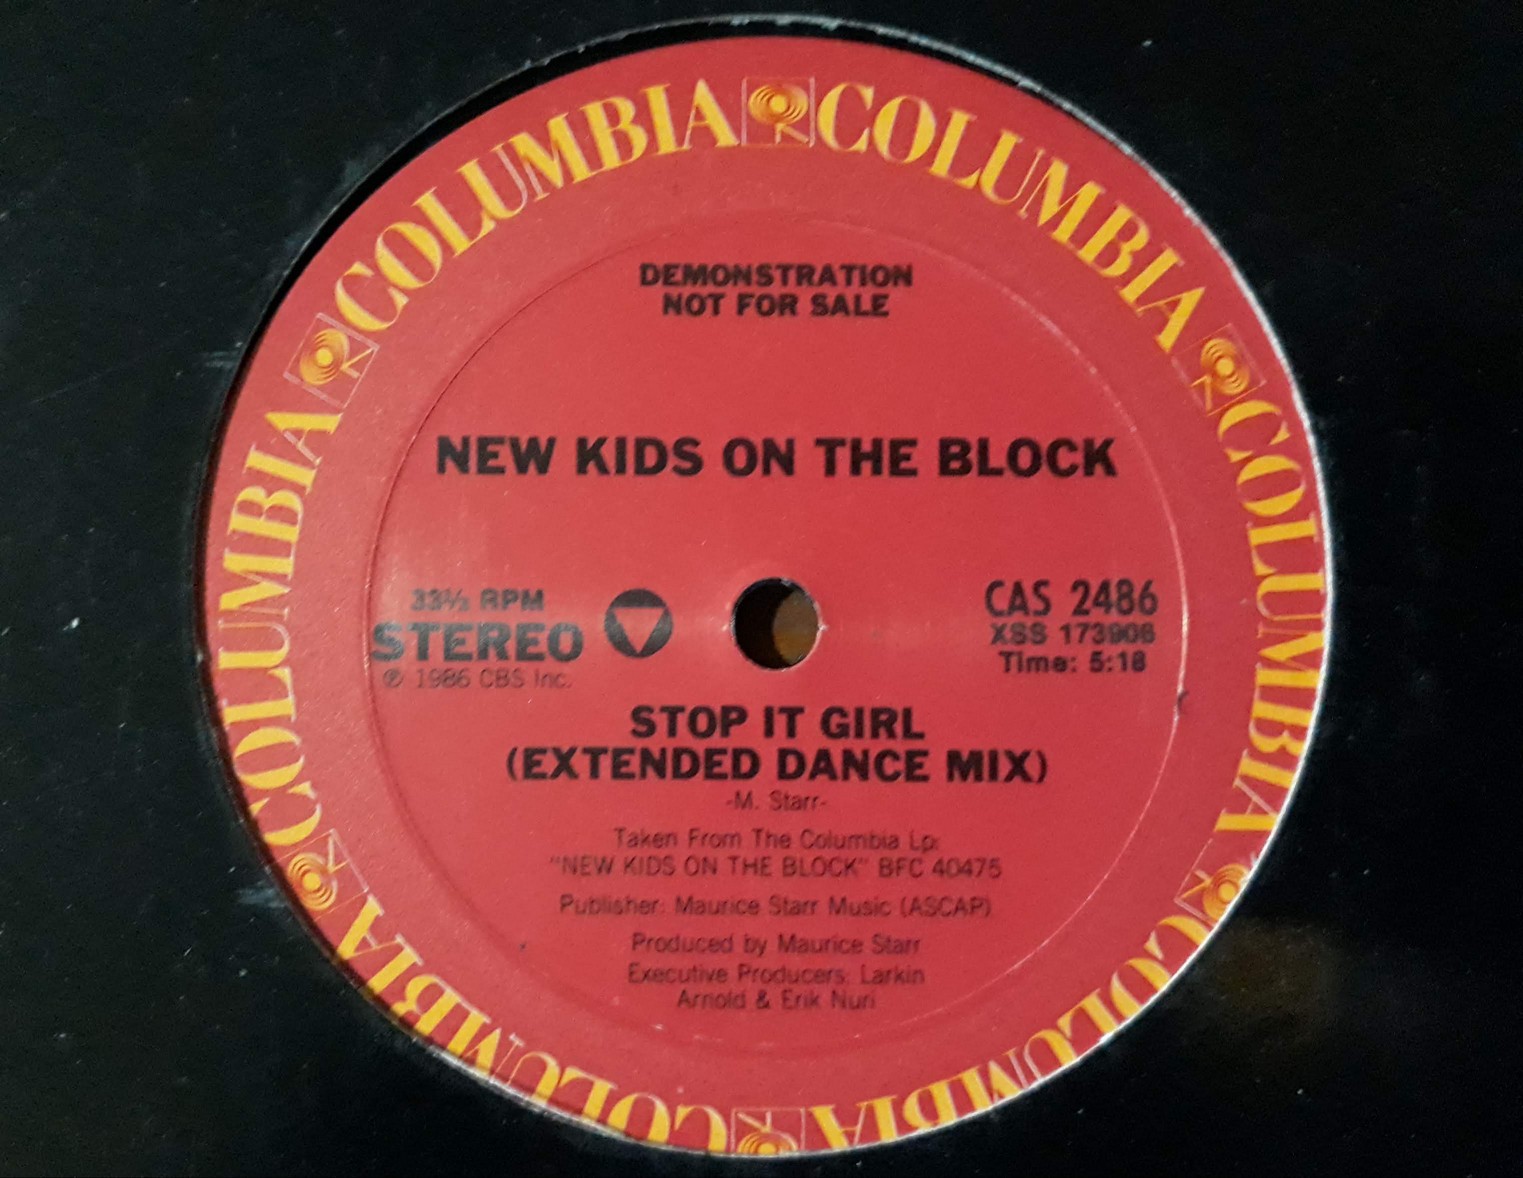 COLUMBIA COLUMBIA COLUMBIA COLUMBIA COLUMBIA COLUMBIA
DEMONSTRATION
NOT FOR SALE
NEW KIDS ON THE BLOCK
33⅓ RPM
STEREO
℗ 1986 CBS Inc.
CAS 2486
XSS 173908
Time: 5:18
STOP IT GIRL
(EXTENDED DANCE MIX)
-M. Starr-
Taken From The Columbia Lp:
"NEW KIDS ON THE BLOCK" BFC 40475
Publisher: Maurice Starr Music (ASCAP)
Produced by Maurice Starr
Executive Producers: Larkin
Arnold & Erik Nuri